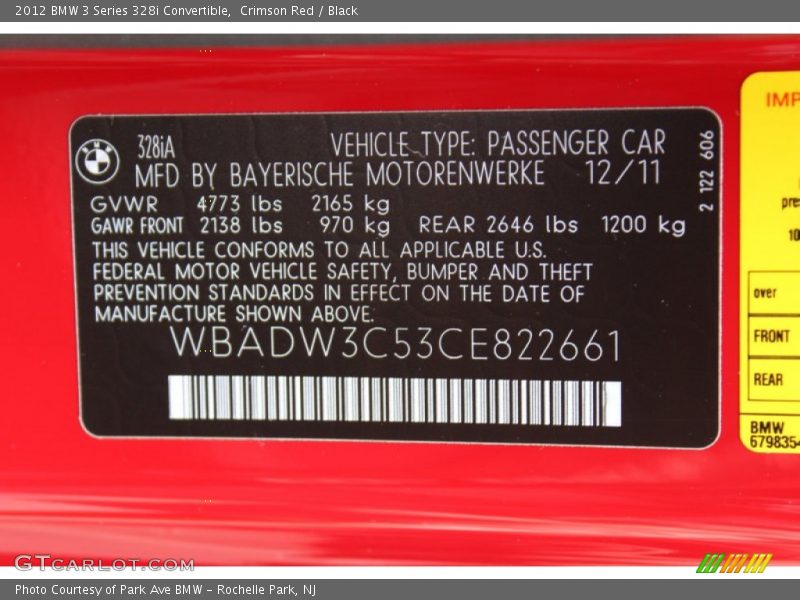 2012 BMW 3 Series 328i Convertible, Crimson Red / Black
328iA
VEHICLE TYPE: PASSENGER CAR
MFD BY BAYERISCHE MOTORENWERKE 12/11
GVWR 4773 lbs 2165 kg
GAWR FRONT 2138 lbs 970 kg REAR 2646 lbs 1200 kg
THIS VEHICLE CONFORMS TO ALL APPLICABLE U.S.
FEDERAL MOTOR VEHICLE SAFETY, BUMPER AND THEFT
PREVENTION STANDARDS IN EFFECT ON THE DATE OF
MANUFACTURE SHOWN ABOVE.
WBADW3C53CE822661
2 122 606
BMW
IMP
pre
10
over
FRONT
REAR
BMW
6798354
GTCARLOT.COM
Photo Courtesy of Park Ave BMW - Rochelle Park, NJ